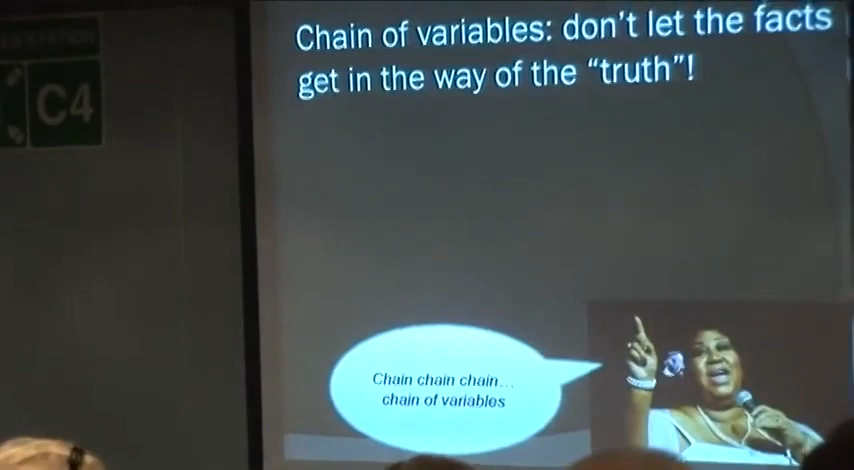 C4
Chain of variables: don't let the facts
get in the way of the "truth"!
Chain chain chain...
chain of variables